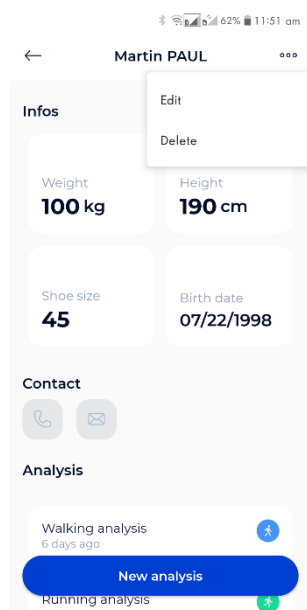 62% 11:51 am
Martin PAUL
Edit
Delete
Infos
Weight
100 kg
Height
190 cm
Shoe size
45
Birth date
07/22/1998
Contact
Analysis
Walking analysis
6 days ago
New analysis
Running analysis